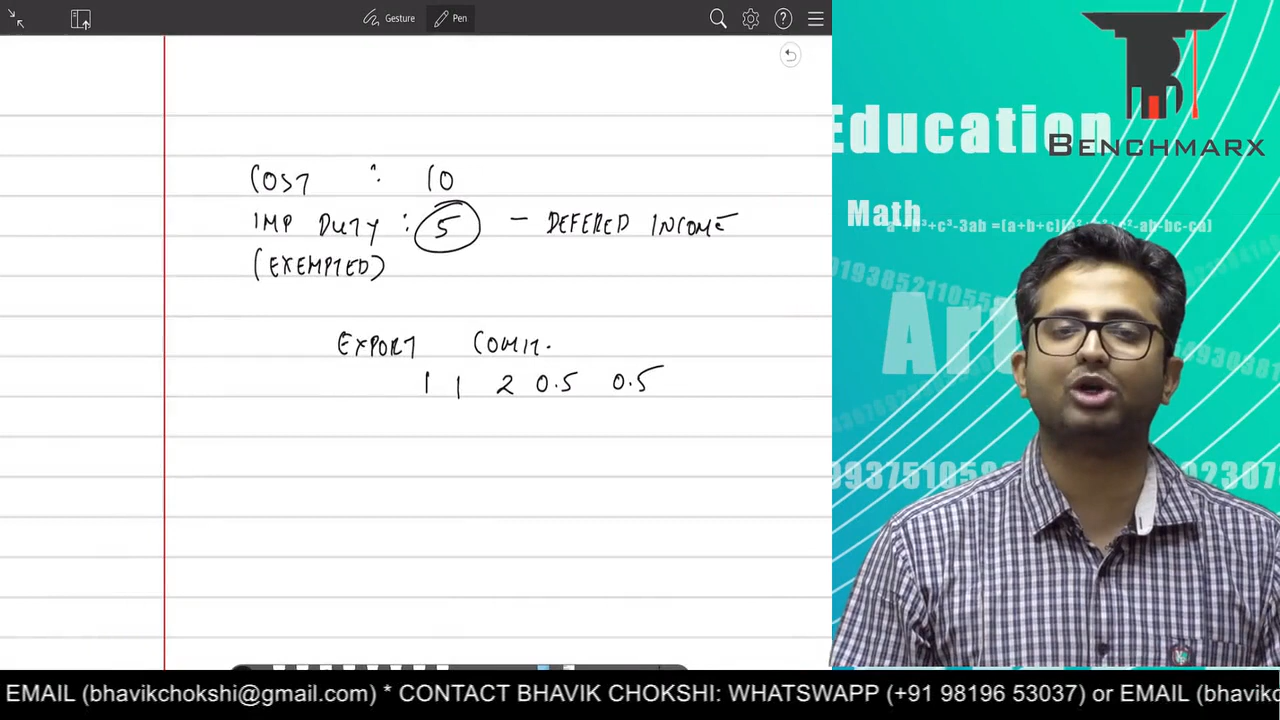 Gesture Pen
COST : 10
IMP DUTY : 5 - DEFERED INCOME
(EXEMPTED)
EXPORT COMM.
1 1 2 0.5 0.5
Education
BENCHMARX
Math
EMAIL (bhavikchokshi@gmail.com) * CONTACT BHAVIK CHOKSHI: WHATSWAPP (+91 98196 53037) or EMAIL (bhavikc